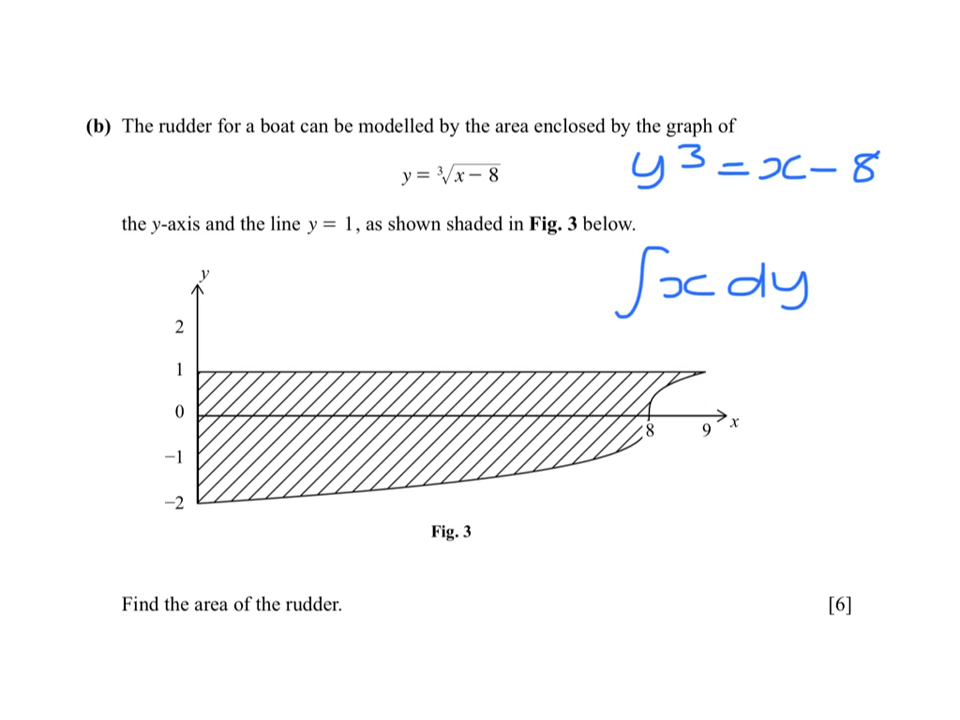 (b) The rudder for a boat can be modelled by the area enclosed by the graph of
y = ∛(x − 8)
y³ = x − 8
the y-axis and the line y = 1, as shown shaded in Fig. 3 below.
∫x dy
y
2
1
0
8
9
x
−1
−2
Fig. 3
Find the area of the rudder. [6]